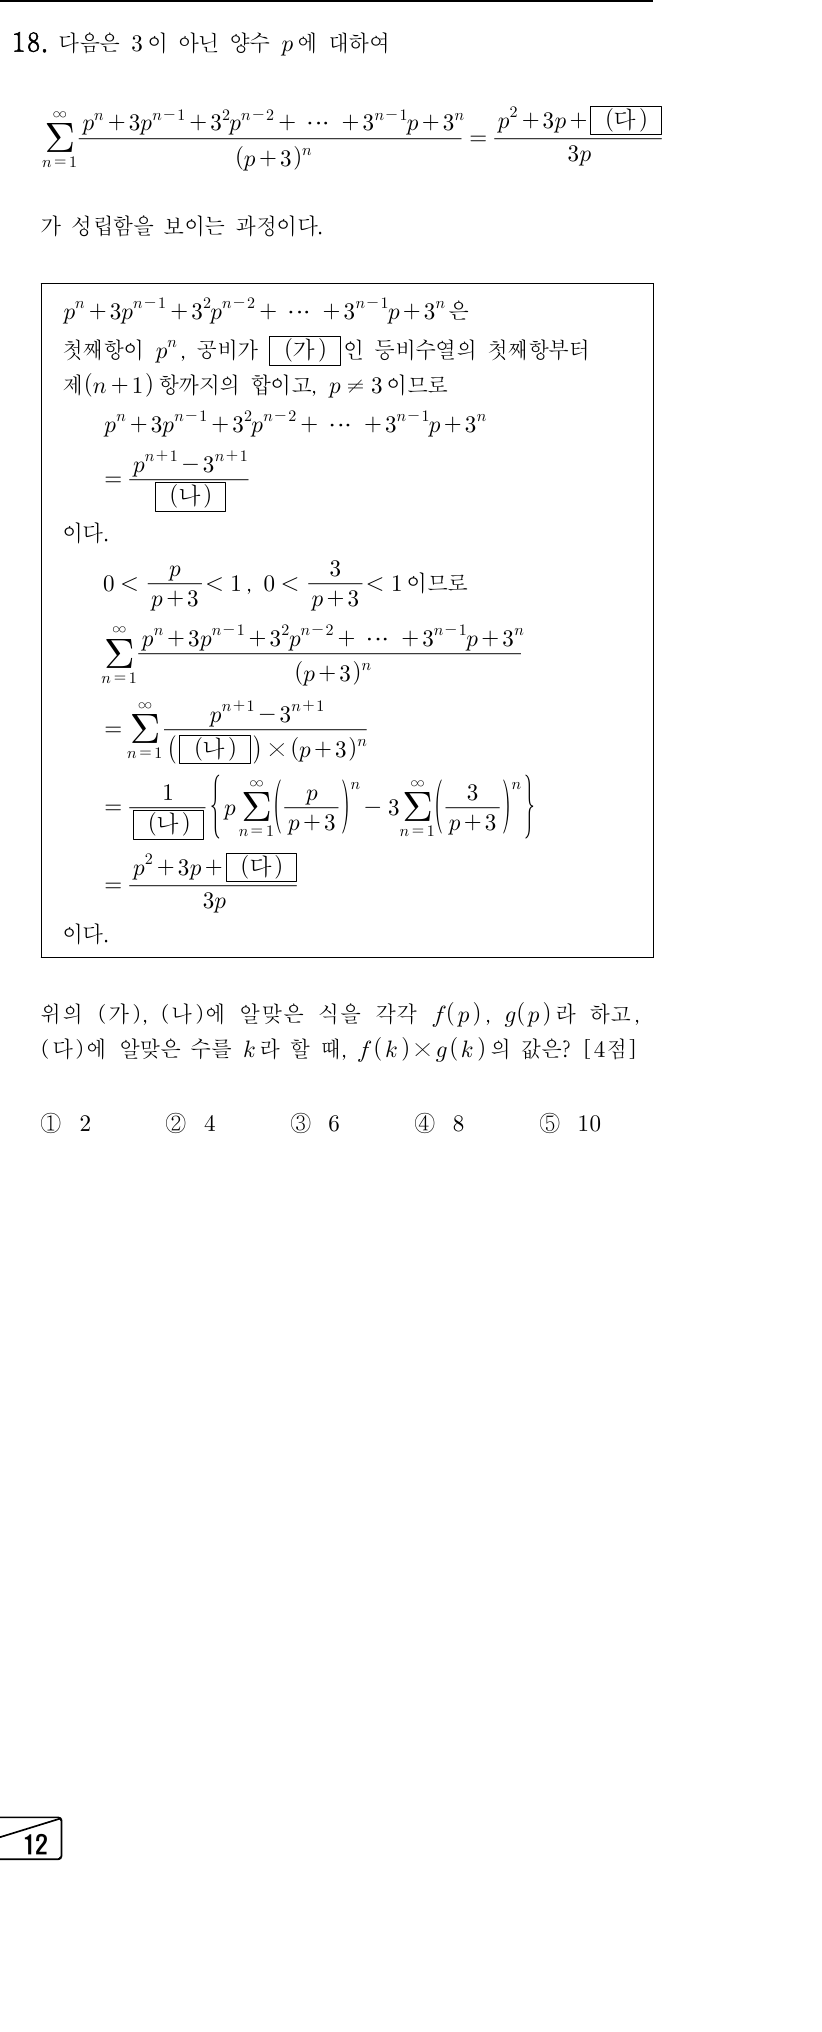 18. 다음은 3이 아닌 양수 p에 대하여
$\sum_{n=1}^{\infty} \frac{p^n+3p^{n-1}+3^2p^{n-2}+\cdots+3^{n-1}p+3^n}{(p+3)^n} = \frac{p^2+3p+\boxed{(다)}}{3p}$
가 성립함을 보이는 과정이다.
$p^n+3p^{n-1}+3^2p^{n-2}+\cdots+3^{n-1}p+3^n$은
첫째항이 $p^n$, 공비가 $\boxed{(가)}$인 등비수열의 첫째항부터
제$(n+1)$항까지의 합이고, $p \neq 3$이므로
$p^n+3p^{n-1}+3^2p^{n-2}+\cdots+3^{n-1}p+3^n$
$= \frac{p^{n+1}-3^{n+1}}{\boxed{(나)}}$
이다.
$0 < \frac{p}{p+3} < 1, \ 0 < \frac{3}{p+3} < 1$이므로
$\sum_{n=1}^{\infty} \frac{p^n+3p^{n-1}+3^2p^{n-2}+\cdots+3^{n-1}p+3^n}{(p+3)^n}$
$= \sum_{n=1}^{\infty} \frac{p^{n+1}-3^{n+1}}{(\boxed{(나)}) \times (p+3)^n}$
$= \frac{1}{\boxed{(나)}} \left\{ p\sum_{n=1}^{\infty} \left(\frac{p}{p+3}\right)^n - 3\sum_{n=1}^{\infty} \left(\frac{3}{p+3}\right)^n \right\}$
$= \frac{p^2+3p+\boxed{(다)}}{3p}$
이다.
위의 (가), (나)에 알맞은 식을 각각 $f(p)$, $g(p)$라 하고,
(다)에 알맞은 수를 $k$라 할 때, $f(k) \times g(k)$의 값은? [4점]
① 2 ② 4 ③ 6 ④ 8 ⑤ 10
12